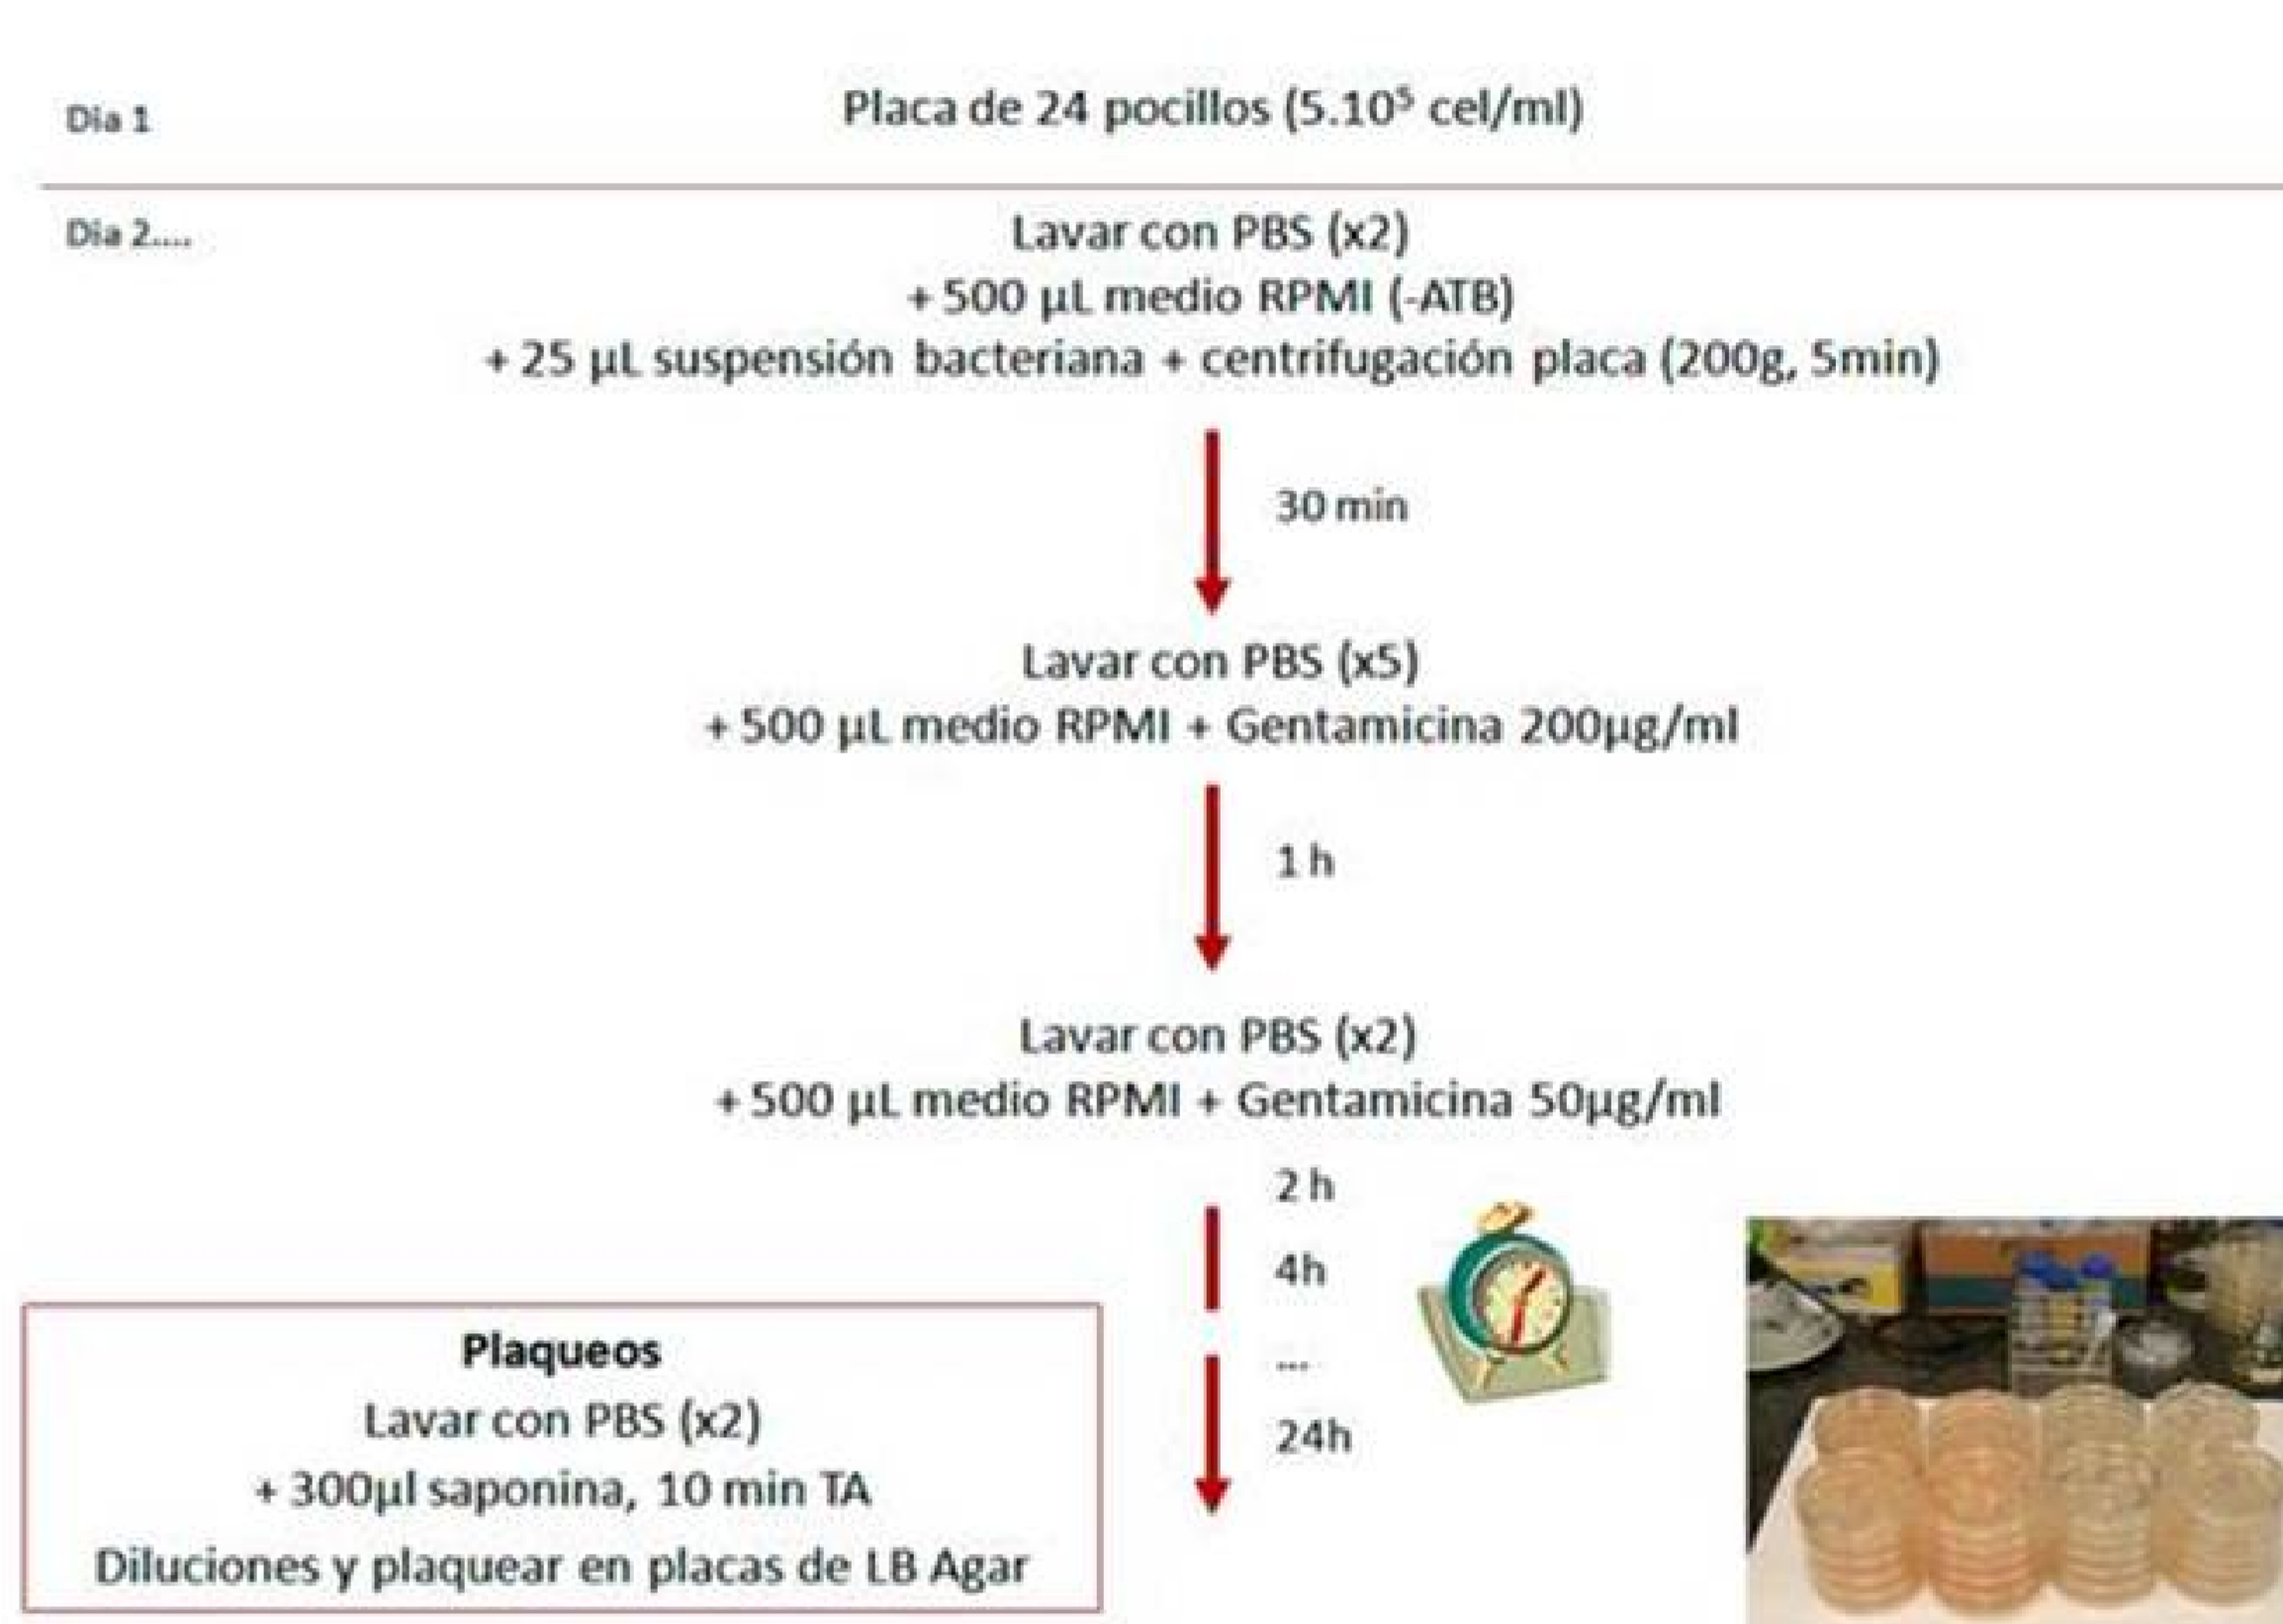 Dia 1
Placa de 24 pocillos (5.10⁵ cel/ml)
Dia 2....
Lavar con PBS (x2)
+ 500 µL medio RPMI (-ATB)
+ 25 µL suspensión bacteriana + centrifugación placa (200g, 5min)
30 min
Lavar con PBS (x5)
+ 500 µL medio RPMI + Gentamicina 200µg/ml
1 h
Lavar con PBS (x2)
+ 500 µL medio RPMI + Gentamicina 50µg/ml
2 h
4h
...
24h
Plaqueos
Lavar con PBS (x2)
+ 300µl saponina, 10 min TA
Diluciones y plaquear en placas de LB Agar